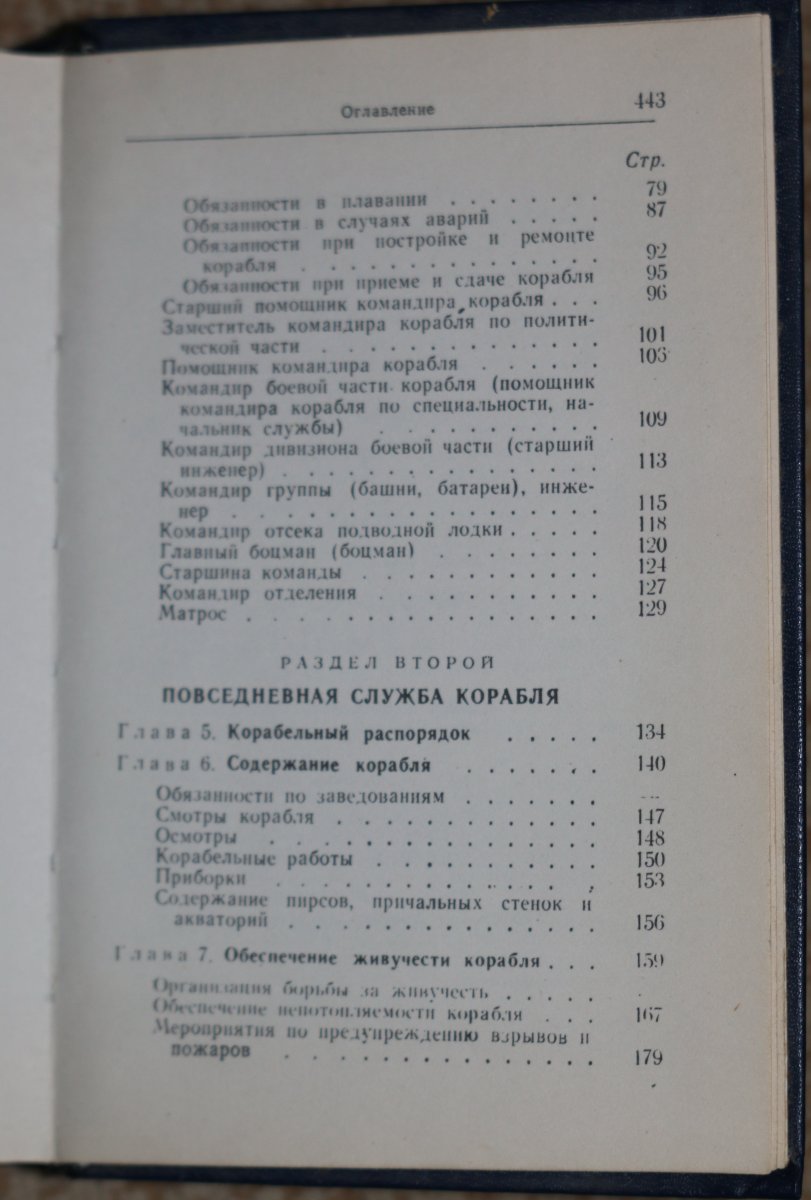 Оглавление 443
Стр.
Обязанности в плавании . . . . . . . . 79
Обязанности в случаях аварий . . . . . 87
Обязанности при постройке и ремонте
корабля . . . . . . . . . . . . . . 92
Обязанности при приеме и сдаче корабля 95
Старший помощник командира корабля . . . 96
Заместитель командира корабля по полити-
ческой части . . . . . . . . . . . . . 101
Помощник командира корабля . . . . . . 103
Командир боевой части корабля (помощник
командира корабля по специальности, на-
чальник службы) . . . . . . . . . . . 109
Командир дивизиона боевой части (старший
инженер) . . . . . . . . . . . . . . . 113
Командир группы (башни, батареи), инже-
нер . . . . . . . . . . . . . . . . . 115
Командир отсека подводной лодки . . . . . 118
Главный боцман (боцман) . . . . . . . . 120
Старшина команды . . . . . . . . . . . 124
Командир отделения . . . . . . . . . . 127
Матрос . . . . . . . . . . . . . . . . 129
РАЗДЕЛ ВТОРОЙ
ПОВСЕДНЕВНАЯ СЛУЖБА КОРАБЛЯ
Глава 5. Корабельный распорядок . . . . . 134
Глава 6. Содержание корабля . . . . . . . 140
Обязанности по заведованиям . . . . . . . —
Смотры корабля . . . . . . . . . . . . 147
Осмотры . . . . . . . . . . . . . . . 148
Корабельные работы . . . . . . . . . . 150
Приборки . . . . . . . . . . . . . . . 153
Содержание пирсов, причальных стенок и
акваторий . . . . . . . . . . . . . . 156
Глава 7. Обеспечение живучести корабля . . . 159
Организация борьбы за живучесть . . . . .
Обеспечение непотопляемости корабля . . . 167
Мероприятия по предупреждению взрывов и
пожаров . . . . . . . . . . . . . . . 179